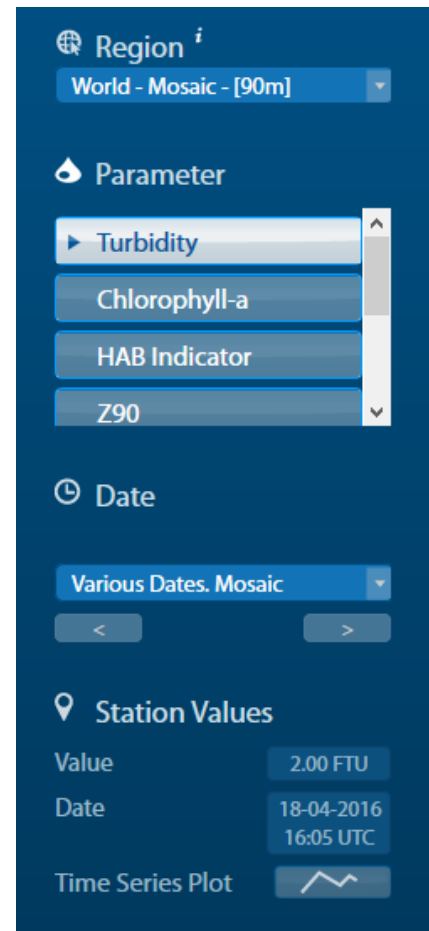 Region i
World - Mosaic - [90m]
Parameter
Turbidity
Chlorophyll-a
HAB Indicator
Z90
Date
Various Dates. Mosaic
< >
Station Values
Value 2.00 FTU
Date 18-04-2016
16:05 UTC
Time Series Plot